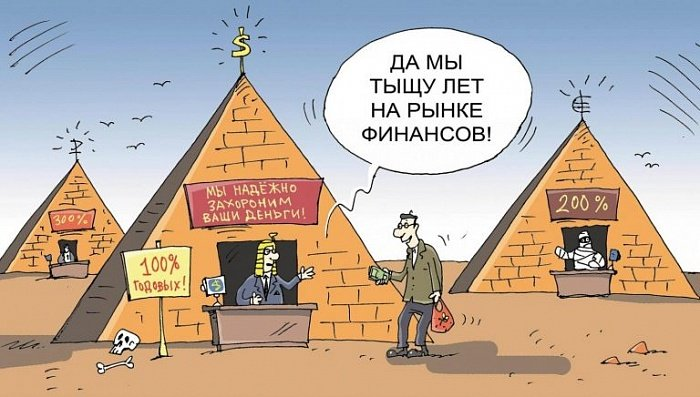 ДА МЫ
ТЫЩУ ЛЕТ
НА РЫНКЕ
ФИНАНСОВ!
$
₽
€
МЫ НАДЁЖНО
ЗАХОРОНИМ
ВАШИ ДЕНЬГИ!
300%
200%
100%
ГОДОВЫХ!